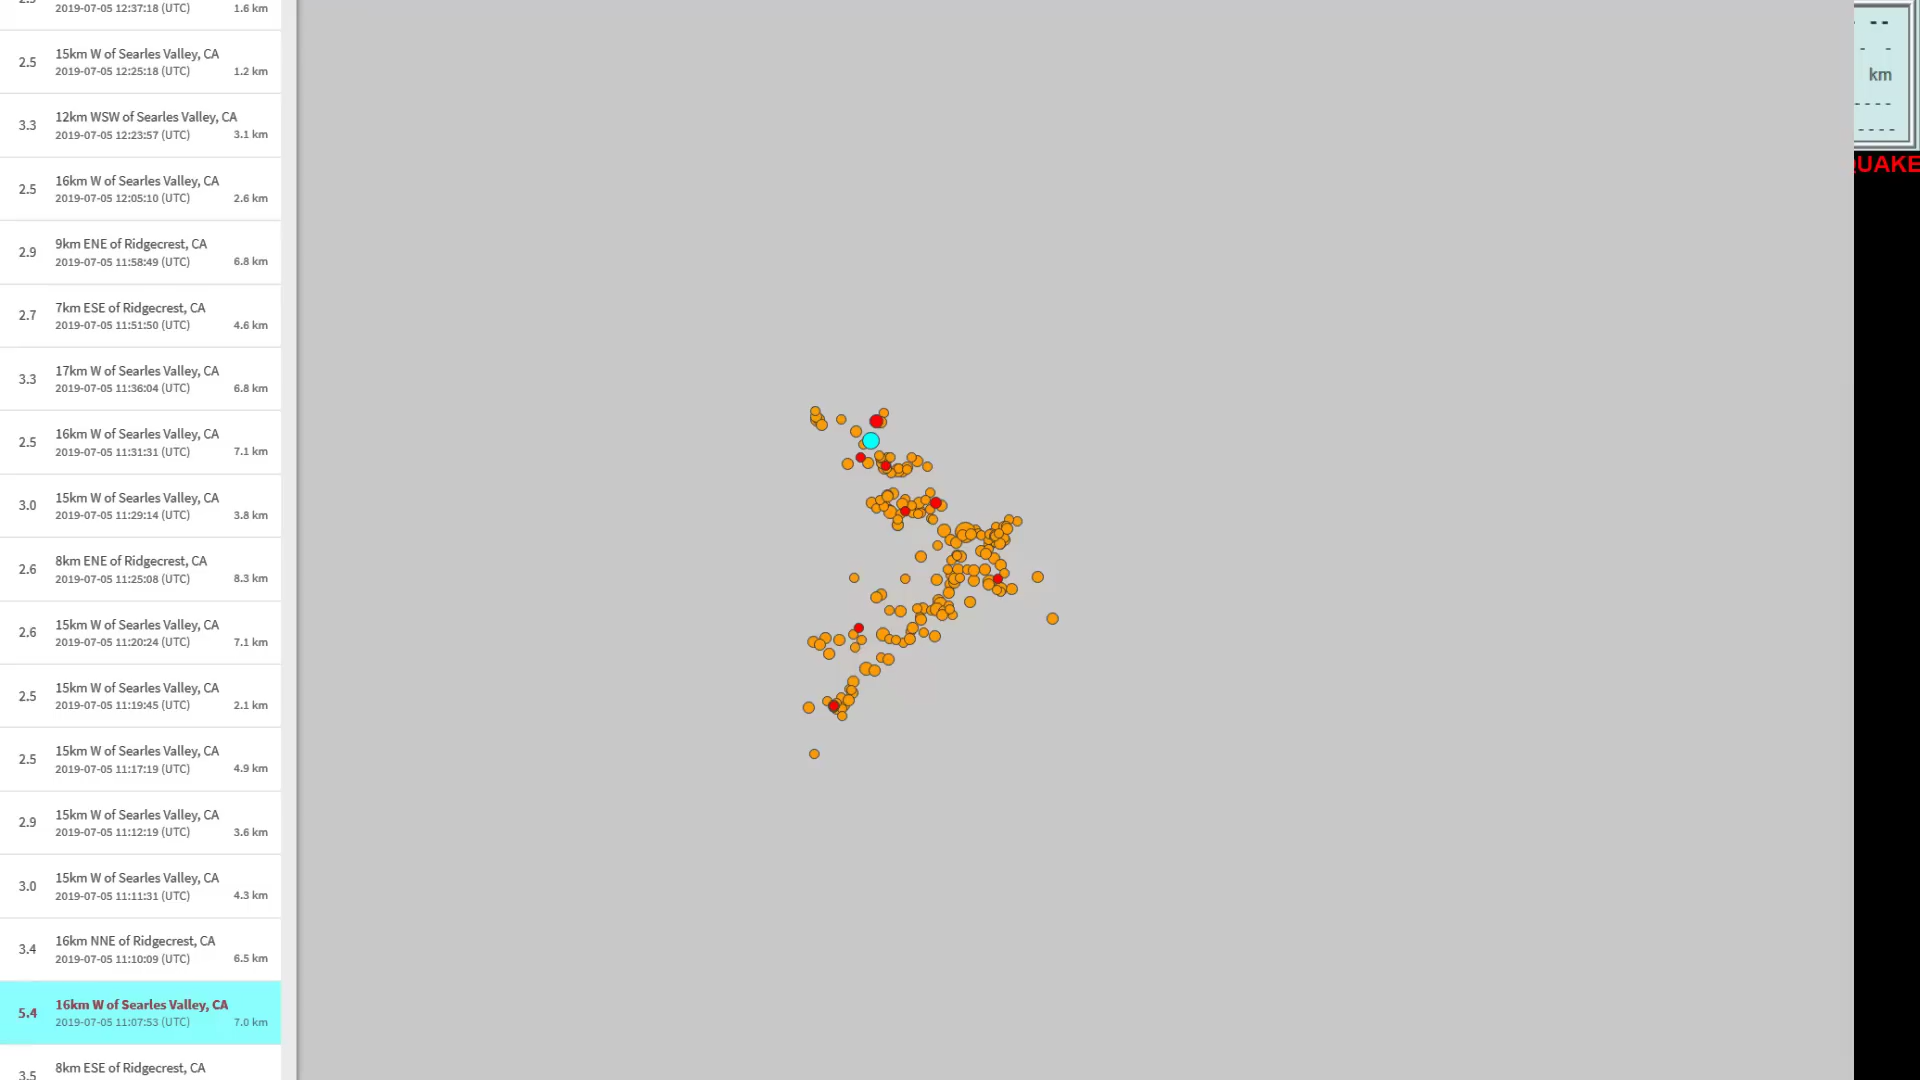 2019-07-05 12:37:18 (UTC) 1.6 km
2.5 15km W of Searles Valley, CA
2019-07-05 12:25:18 (UTC) 1.2 km
3.3 12km WSW of Searles Valley, CA
2019-07-05 12:23:57 (UTC) 3.1 km
2.5 16km W of Searles Valley, CA
2019-07-05 12:05:10 (UTC) 2.6 km
2.9 9km ENE of Ridgecrest, CA
2019-07-05 11:58:49 (UTC) 6.8 km
2.7 7km ESE of Ridgecrest, CA
2019-07-05 11:51:50 (UTC) 4.6 km
3.3 17km W of Searles Valley, CA
2019-07-05 11:36:04 (UTC) 6.8 km
2.5 16km W of Searles Valley, CA
2019-07-05 11:31:31 (UTC) 7.1 km
3.0 15km W of Searles Valley, CA
2019-07-05 11:29:14 (UTC) 3.8 km
2.6 8km ENE of Ridgecrest, CA
2019-07-05 11:25:08 (UTC) 8.3 km
2.6 15km W of Searles Valley, CA
2019-07-05 11:20:24 (UTC) 7.1 km
2.5 15km W of Searles Valley, CA
2019-07-05 11:19:45 (UTC) 2.1 km
2.5 15km W of Searles Valley, CA
2019-07-05 11:17:19 (UTC) 4.9 km
2.9 15km W of Searles Valley, CA
2019-07-05 11:12:19 (UTC) 3.6 km
3.0 15km W of Searles Valley, CA
2019-07-05 11:11:31 (UTC) 4.3 km
3.4 16km NNE of Ridgecrest, CA
2019-07-05 11:10:09 (UTC) 6.5 km
5.4 16km W of Searles Valley, CA
2019-07-05 11:07:53 (UTC) 7.0 km
3.5 8km ESE of Ridgecrest, CA
- --
- -
km
----
----
QUAKE